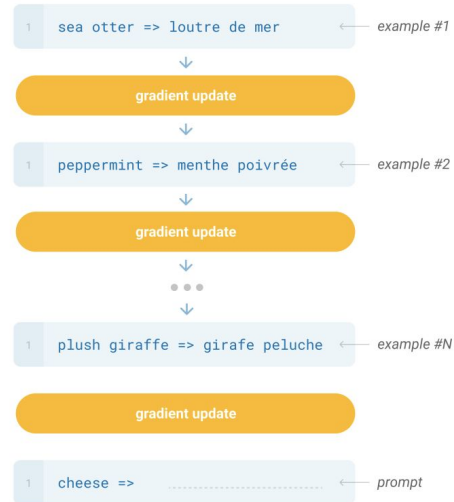 1 sea otter => loutre de mer ← example #1
↓
gradient update
↓
1 peppermint => menthe poivrée ← example #2
↓
gradient update
↓
•••
↓
1 plush giraffe => girafe peluche ← example #N
gradient update
1 cheese => .................... ← prompt